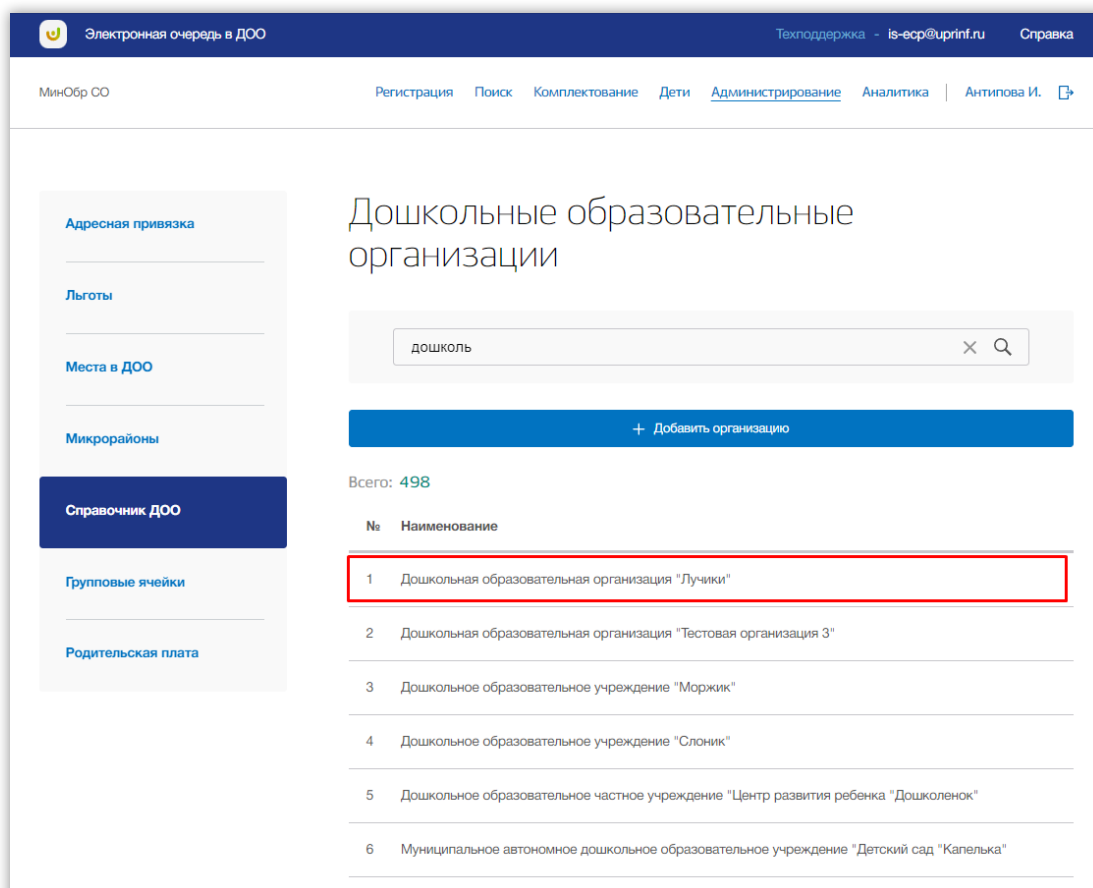 Электронная очередь в ДОО
Техподдержка - is-ecp@uprinf.ru Справка
МинОбр СО
Регистрация Поиск Комплектование Дети Администрирование Аналитика Антипова И.
Адресная привязка
Льготы
Места в ДОО
Микрорайоны
Справочник ДОО
Групповые ячейки
Родительская плата
Дошкольные образовательные
организации
дошколь
+ Добавить организацию
Всего: 498
№ Наименование
1 Дошкольная образовательная организация "Лучики"
2 Дошкольная образовательная организация "Тестовая организация 3"
3 Дошкольное образовательное учреждение "Моржик"
4 Дошкольное образовательное учреждение "Слоник"
5 Дошкольное образовательное частное учреждение "Центр развития ребенка "Дошколенок"
6 Муниципальное автономное дошкольное образовательное учреждение "Детский сад "Капелька"